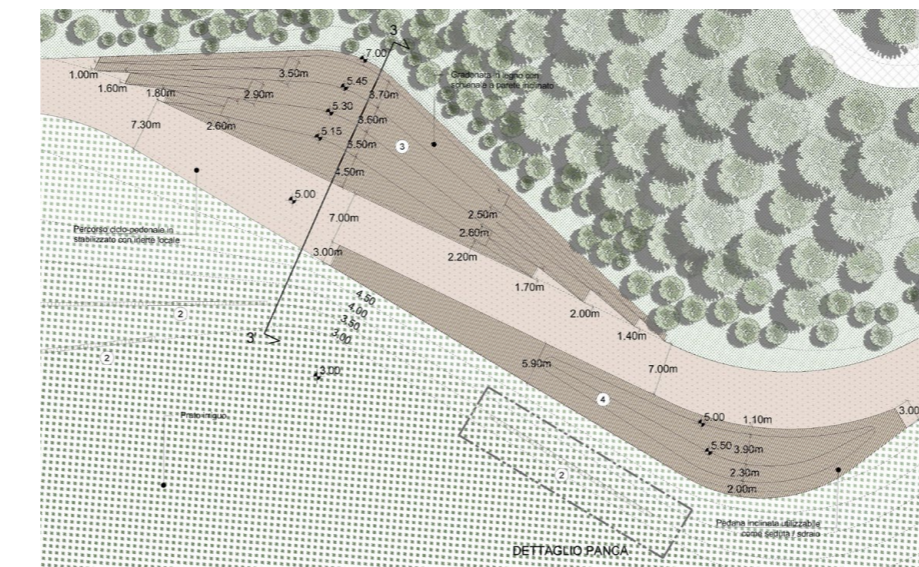 3
7.00
Gradonata in legno con
schienale a parete inclinato
1.00m
3.50m
5.45
1.60m
1.80m
2.90m
3.70m
5.30
3.60m
7.30m
2.60m
5.15
3.50m
3
4.50m
5.00
7.00m
2.50m
2.60m
Percorso ciclo-pedonale in
stabilizzato con inerte locale
3.00m
2.20m
1.70m
4.50
4.00
3.50
3.00
2
2.00m
3'
1.40m
2
5.90m
7.00m
3.00
4
Prato irriguo
5.00
1.10m
3.00
5.50
3.90m
2
2.30m
2.00m
Pedana inclinata utilizzabile
come seduta / sdraio
DETTAGLIO PANCA